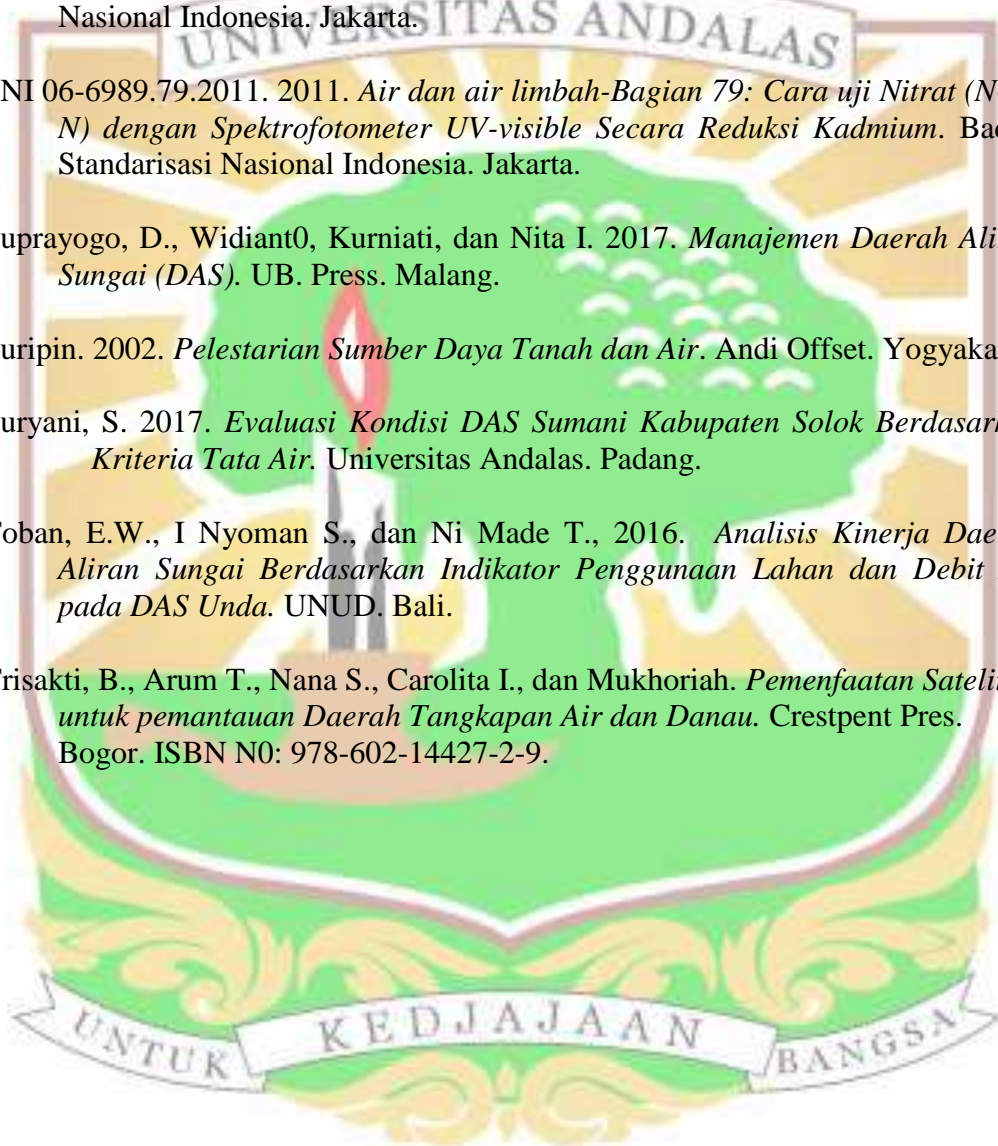 Nasional Indonesia. Jakarta.
UNIVERSITAS ANDALAS
NI 06-6989.79.2011. 2011. Air dan air limbah-Bagian 79: Cara uji Nitrat (N-
N) dengan Spektrofotometer UV-visible Secara Reduksi Kadmium. Bad
Standarisasi Nasional Indonesia. Jakarta.
uprayogo, D., Widiant0, Kurniati, dan Nita I. 2017. Manajemen Daerah Ali
Sungai (DAS). UB. Press. Malang.
uripin. 2002. Pelestarian Sumber Daya Tanah dan Air. Andi Offset. Yogyaka
uryani, S. 2017. Evaluasi Kondisi DAS Sumani Kabupaten Solok Berdasark
Kriteria Tata Air. Universitas Andalas. Padang.
oban, E.W., I Nyoman S., dan Ni Made T., 2016. Analisis Kinerja Dae
Aliran Sungai Berdasarkan Indikator Penggunaan Lahan dan Debit
pada DAS Unda. UNUD. Bali.
risakti, B., Arum T., Nana S., Carolita I., dan Mukhoriah. Pemenfaatan Satelit
untuk pemantauan Daerah Tangkapan Air dan Danau. Crestpent Pres.
Bogor. ISBN N0: 978-602-14427-2-9.
UNTUK KEDJAJAAN BANGSA